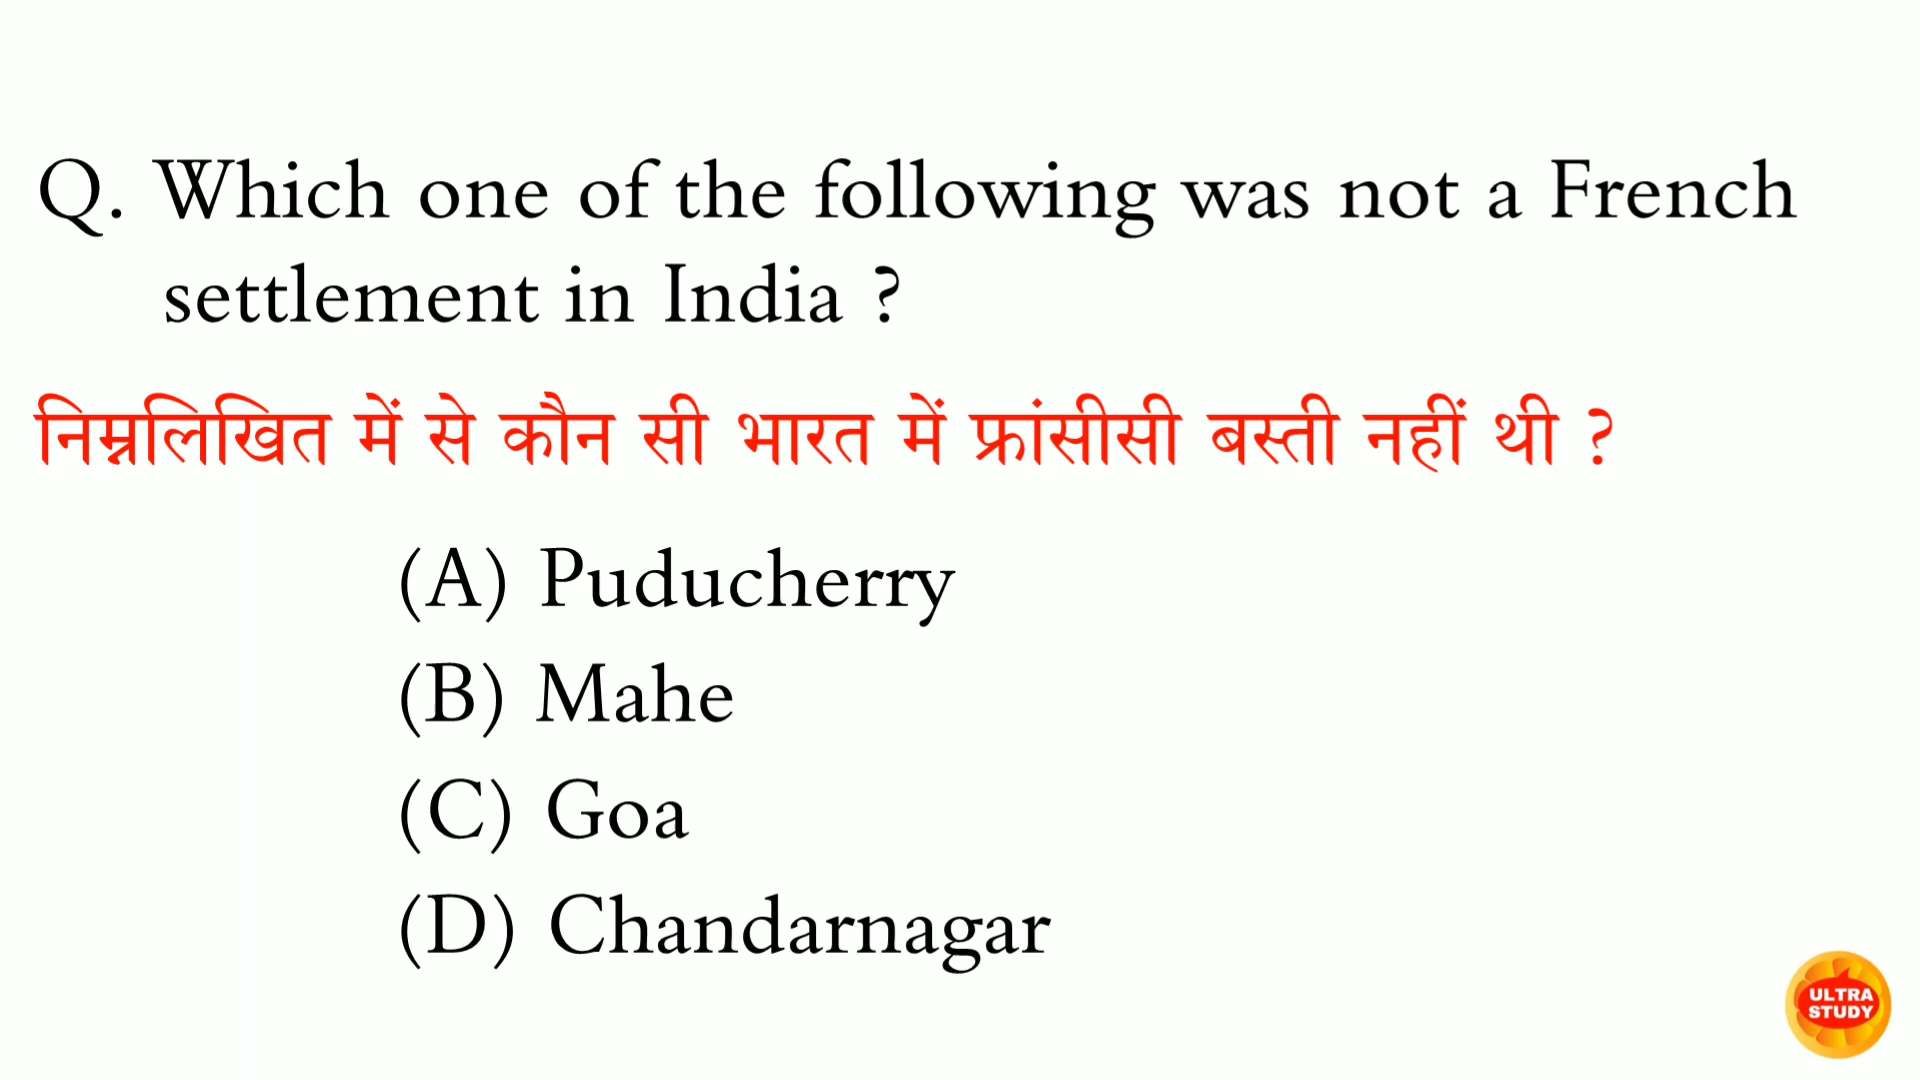 Q. Which one of the following was not a French
settlement in India ?
निम्नलिखित में से कौन सी भारत में फ्रांसीसी बस्ती नहीं थी ?
(A) Puducherry
(B) Mahe
(C) Goa
(D) Chandarnagar
ULTRA
STUDY